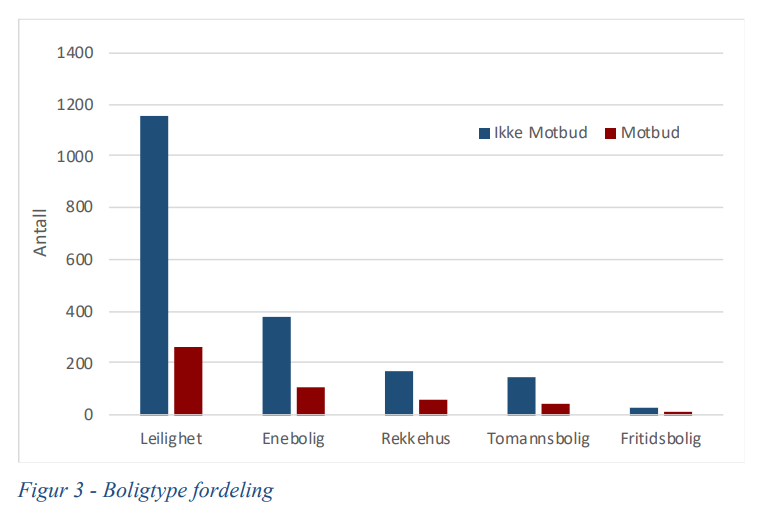 1400
1200
1000
800
600
400
200
0
Antall
Ikke Motbud Motbud
Leilighet Enebolig Rekkehus Tomannsbolig Fritidsbolig
Figur 3 - Boligtype fordeling